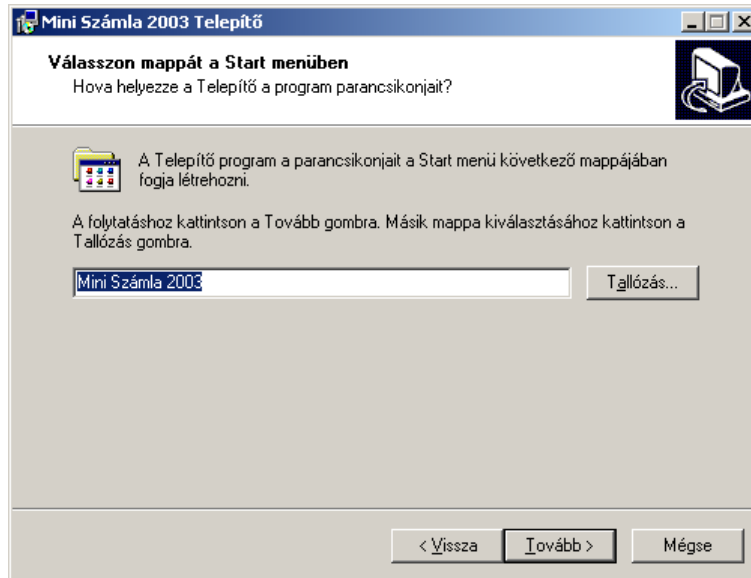 Mini Számla 2003 Telepítő
Válasszon mappát a Start menüben
Hova helyezze a Telepítő a program parancsikonjait?
A Telepítő program a parancsikonjait a Start menü következő mappájában
fogja létrehozni.
A folytatáshoz kattintson a Tovább gombra. Másik mappa kiválasztásához kattintson a
Tallózás gombra.
Mini Számla 2003
Tallózás...
< Vissza
Tovább >
Mégse